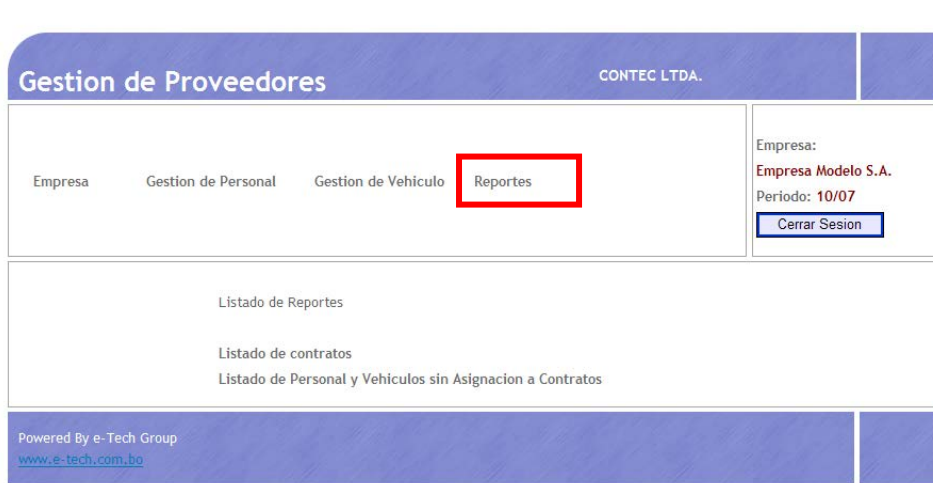 Gestion de Proveedores
CONTEC LTDA.
Empresa
Gestion de Personal
Gestion de Vehiculo
Reportes
Empresa:
Empresa Modelo S.A.
Periodo: 10/07
Cerrar Sesion
Listado de Reportes
Listado de contratos
Listado de Personal y Vehiculos sin Asignacion a Contratos
Powered By e-Tech Group
www.e-tech.com.bo